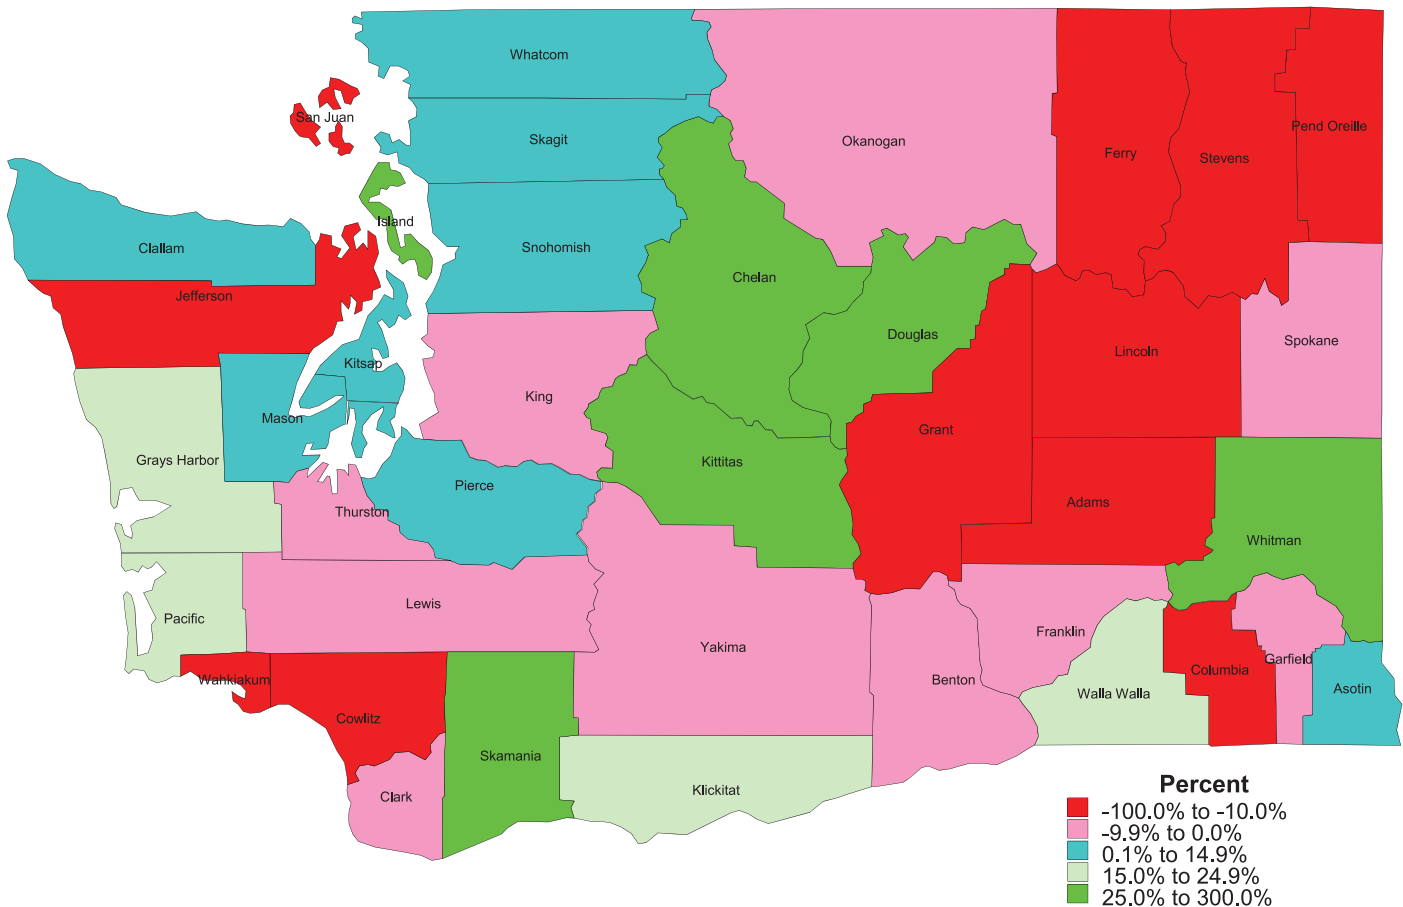 Whatcom
San Juan
Skagit
Okanogan
Ferry
Stevens
Pend Oreille
Island
Clallam
Snohomish
Chelan
Jefferson
Douglas
Lincoln
Spokane
Kitsap
King
Mason
Grant
Grays Harbor
Kittitas
Pierce
Thurston
Adams
Whitman
Lewis
Pacific
Yakima
Franklin
Garfield
Wahkiakum
Benton
Columbia
Walla Walla
Asotin
Cowlitz
Skamania
Clark
Klickitat
Percent
-100.0% to -10.0%
-9.9% to 0.0%
0.1% to 14.9%
15.0% to 24.9%
25.0% to 300.0%